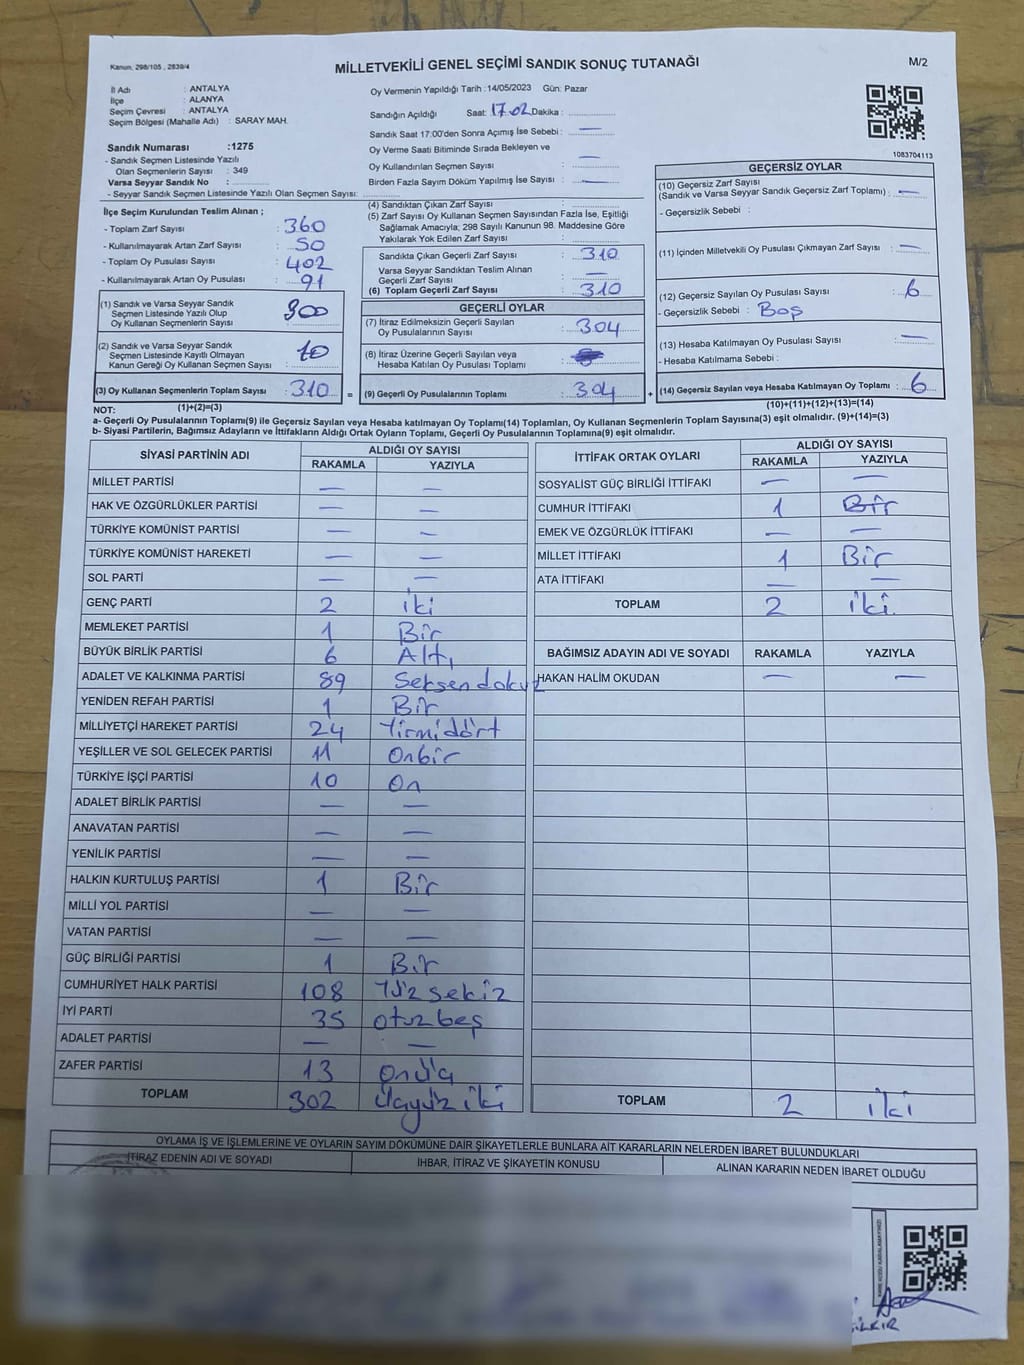 Kanun, 298/105 , 2839/4
MİLLETVEKİLİ GENEL SEÇİMİ SANDIK SONUÇ TUTANAĞI
M/2
İl Adı : ANTALYA
İlçe : ALANYA
Seçim Çevresi : ANTALYA
Seçim Bölgesi (Mahalle Adı) : SARAY MAH.
Oy Vermenin Yapıldığı Tarih :14/05/2023 Gün: Pazar
Sandığın Açıldığı Saat: 17.02 Dakika :
Sandık Saat 17:00'den Sonra Açımış İse Sebebi : —
Oy Verme Saati Bitiminde Sırada Bekleyen ve
Oy Kullandırılan Seçmen Sayısı : —
Birden Fazla Sayım Döküm Yapılmış İse Sayısı : —
1083704113
Sandık Numarası :1275
- Sandık Seçmen Listesinde Yazılı
Olan Seçmenlerin Sayısı : 349
Varsa Seyyar Sandık No :
- Seyyar Sandık Seçmen Listesinde Yazılı Olan Seçmen Sayısı:
İlçe Seçim Kurulundan Teslim Alınan ;
- Toplam Zarf Sayısı : 360
- Kullanılmayarak Artan Zarf Sayısı : 50
- Toplam Oy Pusulası Sayısı : 402
- Kullanılmayarak Artan Oy Pusulası : 91
(1) Sandık ve Varsa Seyyar Sandık
Seçmen Listesinde Yazılı Olup
Oy Kullanan Seçmenlerin Sayısı : 300
(2) Sandık ve Varsa Seyyar Sandık
Seçmen Listesinde Kayıtlı Olmayan
Kanun Gereği Oy Kullanan Seçmen Sayısı : 10
(3) Oy Kullanan Seçmenlerin Toplam Sayısı : 310
(1)+(2)=(3)
(4) Sandıktan Çıkan Zarf Sayısı :
(5) Zarf Sayısı Oy Kullanan Seçmen Sayısından Fazla İse, Eşitliği
Sağlamak Amacıyla; 298 Sayılı Kanunun 98. Maddesine Göre
Yakılarak Yok Edilen Zarf Sayısı :
Sandıkta Çıkan Geçerli Zarf Sayısı : 310
Varsa Seyyar Sandıktan Teslim Alınan
Geçerli Zarf Sayısı : —
(6) Toplam Geçerli Zarf Sayısı : 310
GEÇERLİ OYLAR
(7) İtiraz Edilmeksizin Geçerli Sayılan
Oy Pusulalarının Sayısı : 304
(8) İtiraz Üzerine Geçerli Sayılan veya
Hesaba Katılan Oy Pusulası Toplamı :
= (9) Geçerli Oy Pusulalarının Toplamı : 304
GEÇERSİZ OYLAR
(10) Geçersiz Zarf Sayısı
(Sandık ve Varsa Seyyar Sandık Geçersiz Zarf Toplamı) : —
- Geçersizlik Sebebi :
(11) İçinden Milletvekili Oy Pusulası Çıkmayan Zarf Sayısı : —
(12) Geçersiz Sayılan Oy Pusulası Sayısı : 6
- Geçersizlik Sebebi : Boş
(13) Hesaba Katılmayan Oy Pusulası Sayısı : —
- Hesaba Katılmama Sebebi :
+ (14) Geçersiz Sayılan veya Hesaba Katılmayan Oy Toplamı : 6
(10)+(11)+(12)+(13)=(14)
NOT:
a- Geçerli Oy Pusulalarının Toplamı(9) ile Geçersiz Sayılan veya Hesaba katılmayan Oy Toplamı(14) Toplamları, Oy Kullanan Seçmenlerin Toplam Sayısına(3) eşit olmalıdır. (9)+(14)=(3)
b- Siyasi Partilerin, Bağımsız Adayların ve İttifakların Aldığı Ortak Oyların Toplamı, Geçerli Oy Pusulalarının Toplamına(9) eşit olmalıdır.
SİYASİ PARTİNİN ADI ALDIĞI OY SAYISI
RAKAMLA YAZIYLA
MİLLET PARTİSİ — —
HAK VE ÖZGÜRLÜKLER PARTİSİ — —
TÜRKİYE KOMÜNİST PARTİSİ — —
TÜRKİYE KOMÜNİST HAREKETİ — —
SOL PARTİ — —
GENÇ PARTİ 2 iki
MEMLEKET PARTİSİ 1 Bir
BÜYÜK BİRLİK PARTİSİ 6 Altı
ADALET VE KALKINMA PARTİSİ 89 Seksendokuz
YENİDEN REFAH PARTİSİ 1 Bir
MİLLİYETÇİ HAREKET PARTİSİ 24 Yirmidört
YEŞİLLER VE SOL GELECEK PARTİSİ 11 Onbir
TÜRKİYE İŞÇİ PARTİSİ 10 On
ADALET BİRLİK PARTİSİ — —
ANAVATAN PARTİSİ — —
YENİLİK PARTİSİ — —
HALKIN KURTULUŞ PARTİSİ 1 Bir
MİLLİ YOL PARTİSİ — —
VATAN PARTİSİ — —
GÜÇ BİRLİĞİ PARTİSİ 1 Bir
CUMHURİYET HALK PARTİSİ 108 Yüz sekiz
İYİ PARTİ 35 otuz beş
ADALET PARTİSİ — —
ZAFER PARTİSİ 13 Onüç
TOPLAM 302 Üçyüz iki
İTTİFAK ORTAK OYLARI ALDIĞI OY SAYISI
RAKAMLA YAZIYLA
SOSYALİST GÜÇ BİRLİĞİ İTTİFAKI — —
CUMHUR İTTİFAKI 1 Bir
EMEK VE ÖZGÜRLÜK İTTİFAKI — —
MİLLET İTTİFAKI 1 Bir
ATA İTTİFAKI — —
TOPLAM 2 iki
BAĞIMSIZ ADAYIN ADI VE SOYADI RAKAMLA YAZIYLA
HAKAN HALİM OKUDAN — —
TOPLAM 2 iki
OYLAMA İŞ VE İŞLEMLERİNE VE OYLARIN SAYIM DÖKÜMÜNE DAİR ŞİKAYETLERLE BUNLARA AİT KARARLARIN NELERDEN İBARET BULUNDUKLARI
İTİRAZ EDENİN ADI VE SOYADI İHBAR, İTİRAZ VE ŞİKAYETİN KONUSU ALINAN KARARIN NEDEN İBARET OLDUĞU